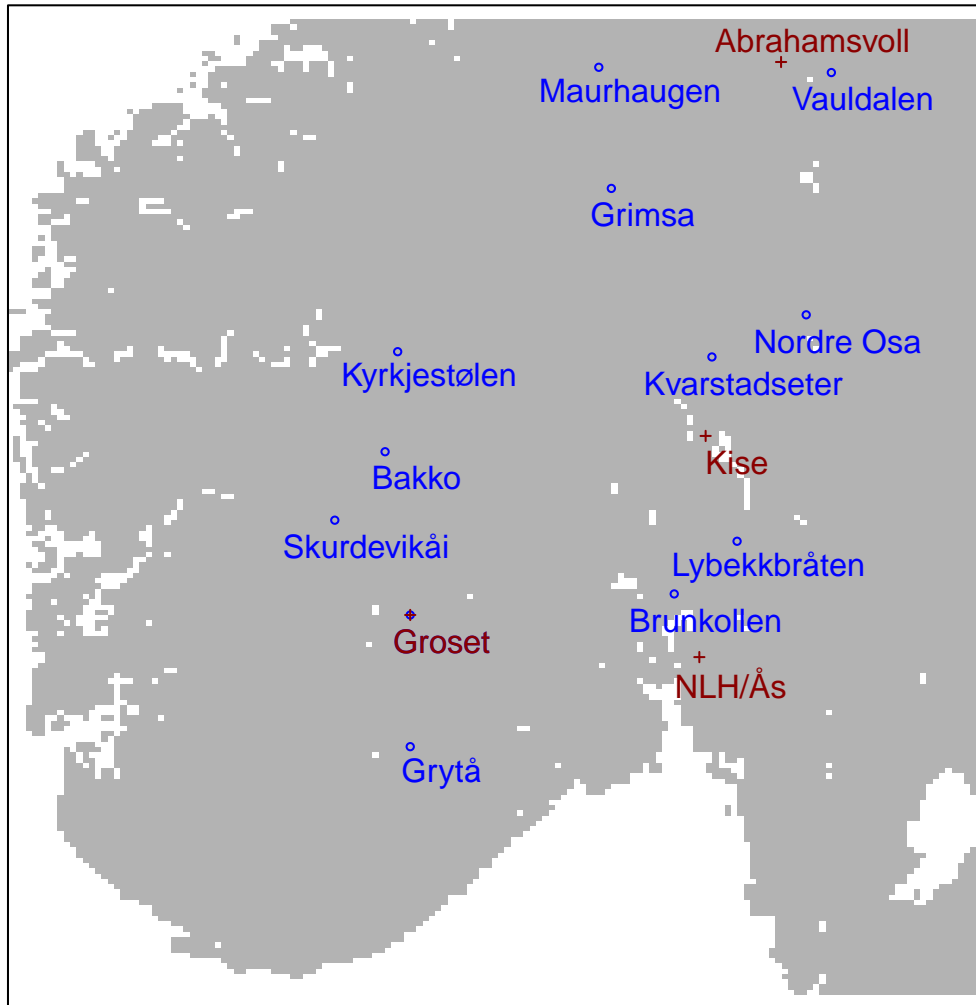 Abrahamsvoll
Maurhaugen
Vauldalen
Grimsa
Nordre Osa
Kyrkjestølen
Kvarstadseter
Bakko
Kise
Skurdevikåi
Lybekkbråten
Brunkollen
Groset
NLH/Ås
Grytå